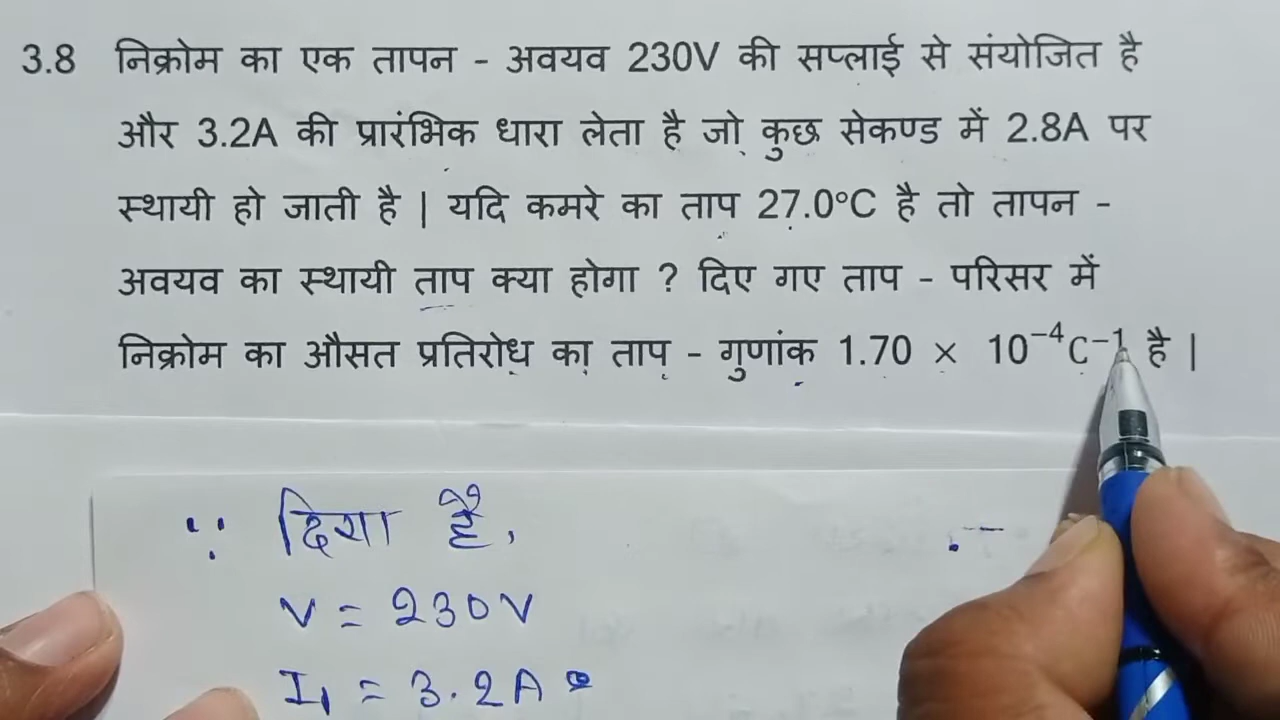 3.8 निक्रोम का एक तापन - अवयव 230V की सप्लाई से संयोजित है
और 3.2A की प्रारंभिक धारा लेता है जो कुछ सेकण्ड में 2.8A पर
स्थायी हो जाती है | यदि कमरे का ताप 27.0°C है तो तापन -
अवयव का स्थायी ताप क्या होगा ? दिए गए ताप - परिसर में
निक्रोम का औसत प्रतिरोध का ताप - गुणांक 1.70 × 10⁻⁴C⁻¹ है |
∵ दिया है,
V = 230V
I₁ = 3.2A